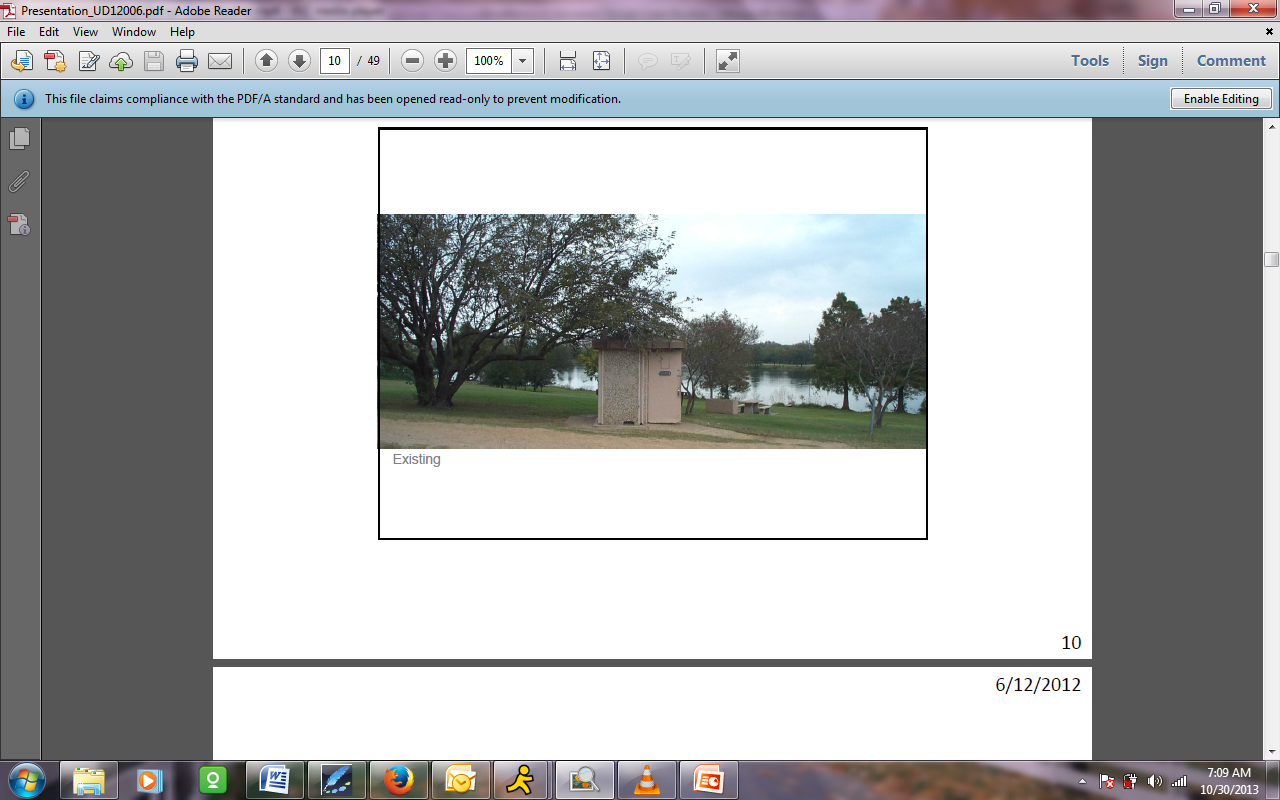 Presentation_UD12006.pdf - Adobe Reader
File Edit View Window Help
10 / 49 100% Tools Sign Comment
This file claims compliance with the PDF/A standard and has been opened read-only to prevent modification. Enable Editing
Existing
10
6/12/2012
7:09 AM
10/30/2013